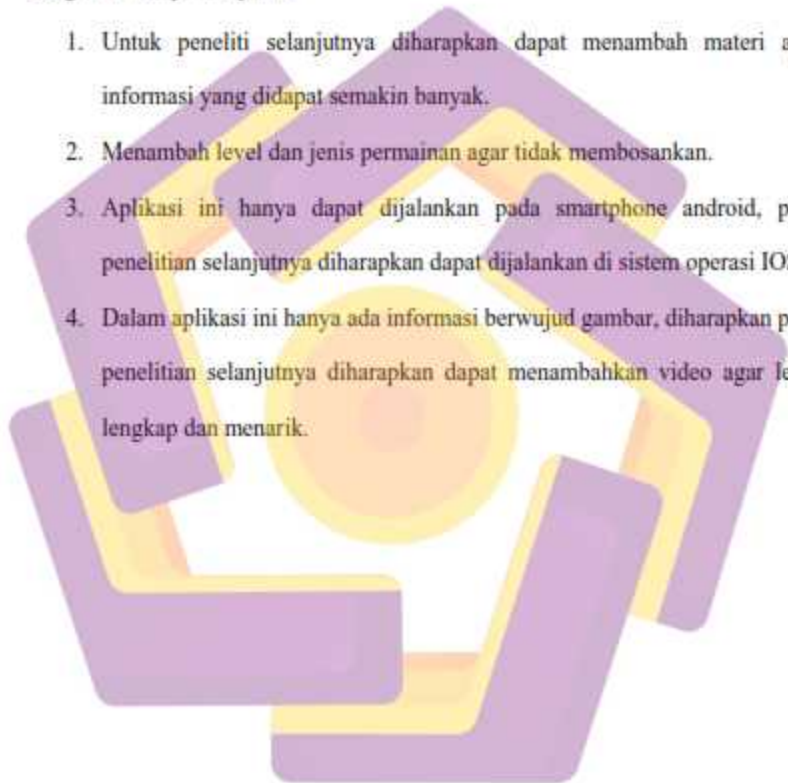 1. Untuk peneliti selanjutnya diharapkan dapat menambah materi a
informasi yang didapat semakin banyak.
2. Menambah level dan jenis permainan agar tidak membosankan.
3. Aplikasi ini hanya dapat dijalankan pada smartphone android, p
penelitian selanjutnya diharapkan dapat dijalankan di sistem operasi IO
4. Dalam aplikasi ini hanya ada informasi berwujud gambar, diharapkan p
penelitian selanjutnya diharapkan dapat menambahkan video agar le
lengkap dan menarik.